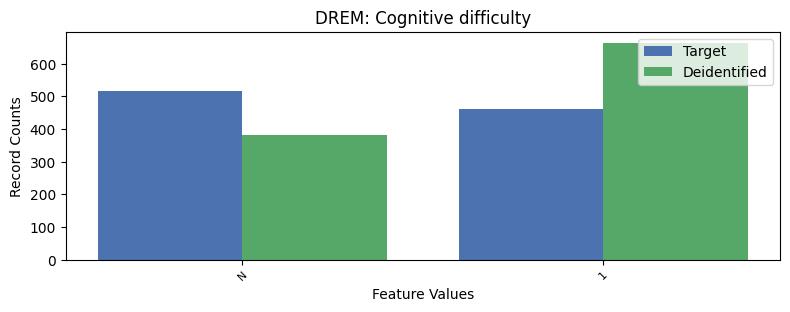 DREM: Cognitive difficulty
Target
Deidentified
Record Counts
600
500
400
300
200
100
0
N
1
Feature Values